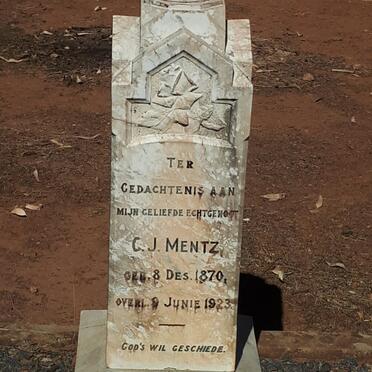 TER
GEDACHTENIS AAN
MIJN GELIEFDE ECHTGENOOT
C.J. MENTZ,
GEB. 8 DES. 1870,
OVERL. 9 JUNIE 1923.
GOD'S WIL GESCHIEDE.